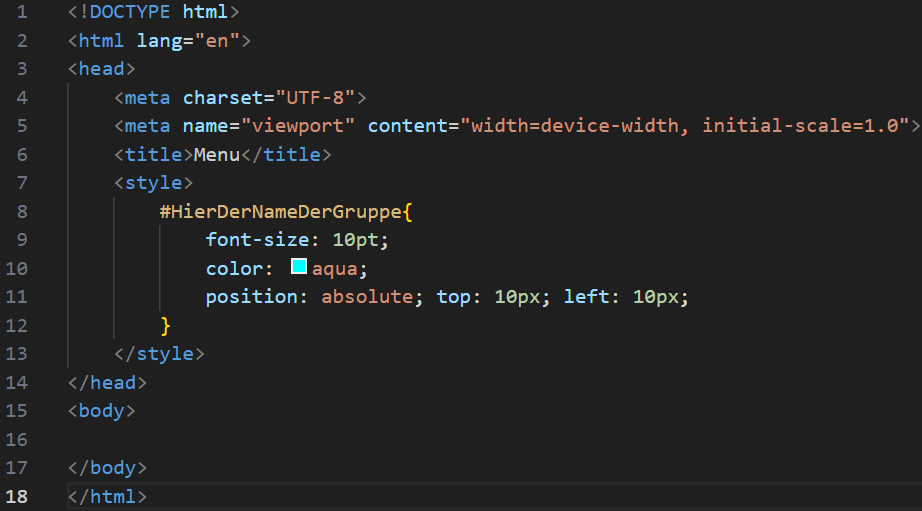 1 <!DOCTYPE html>
2 <html lang="en">
3 <head>
4     <meta charset="UTF-8">
5     <meta name="viewport" content="width=device-width, initial-scale=1.0">
6     <title>Menu</title>
7     <style>
8         #HierDerNameDerGruppe{
9             font-size: 10pt;
10             color: aqua;
11             position: absolute; top: 10px; left: 10px;
12         }
13     </style>
14 </head>
15 <body>
16
17 </body>
18 </html>